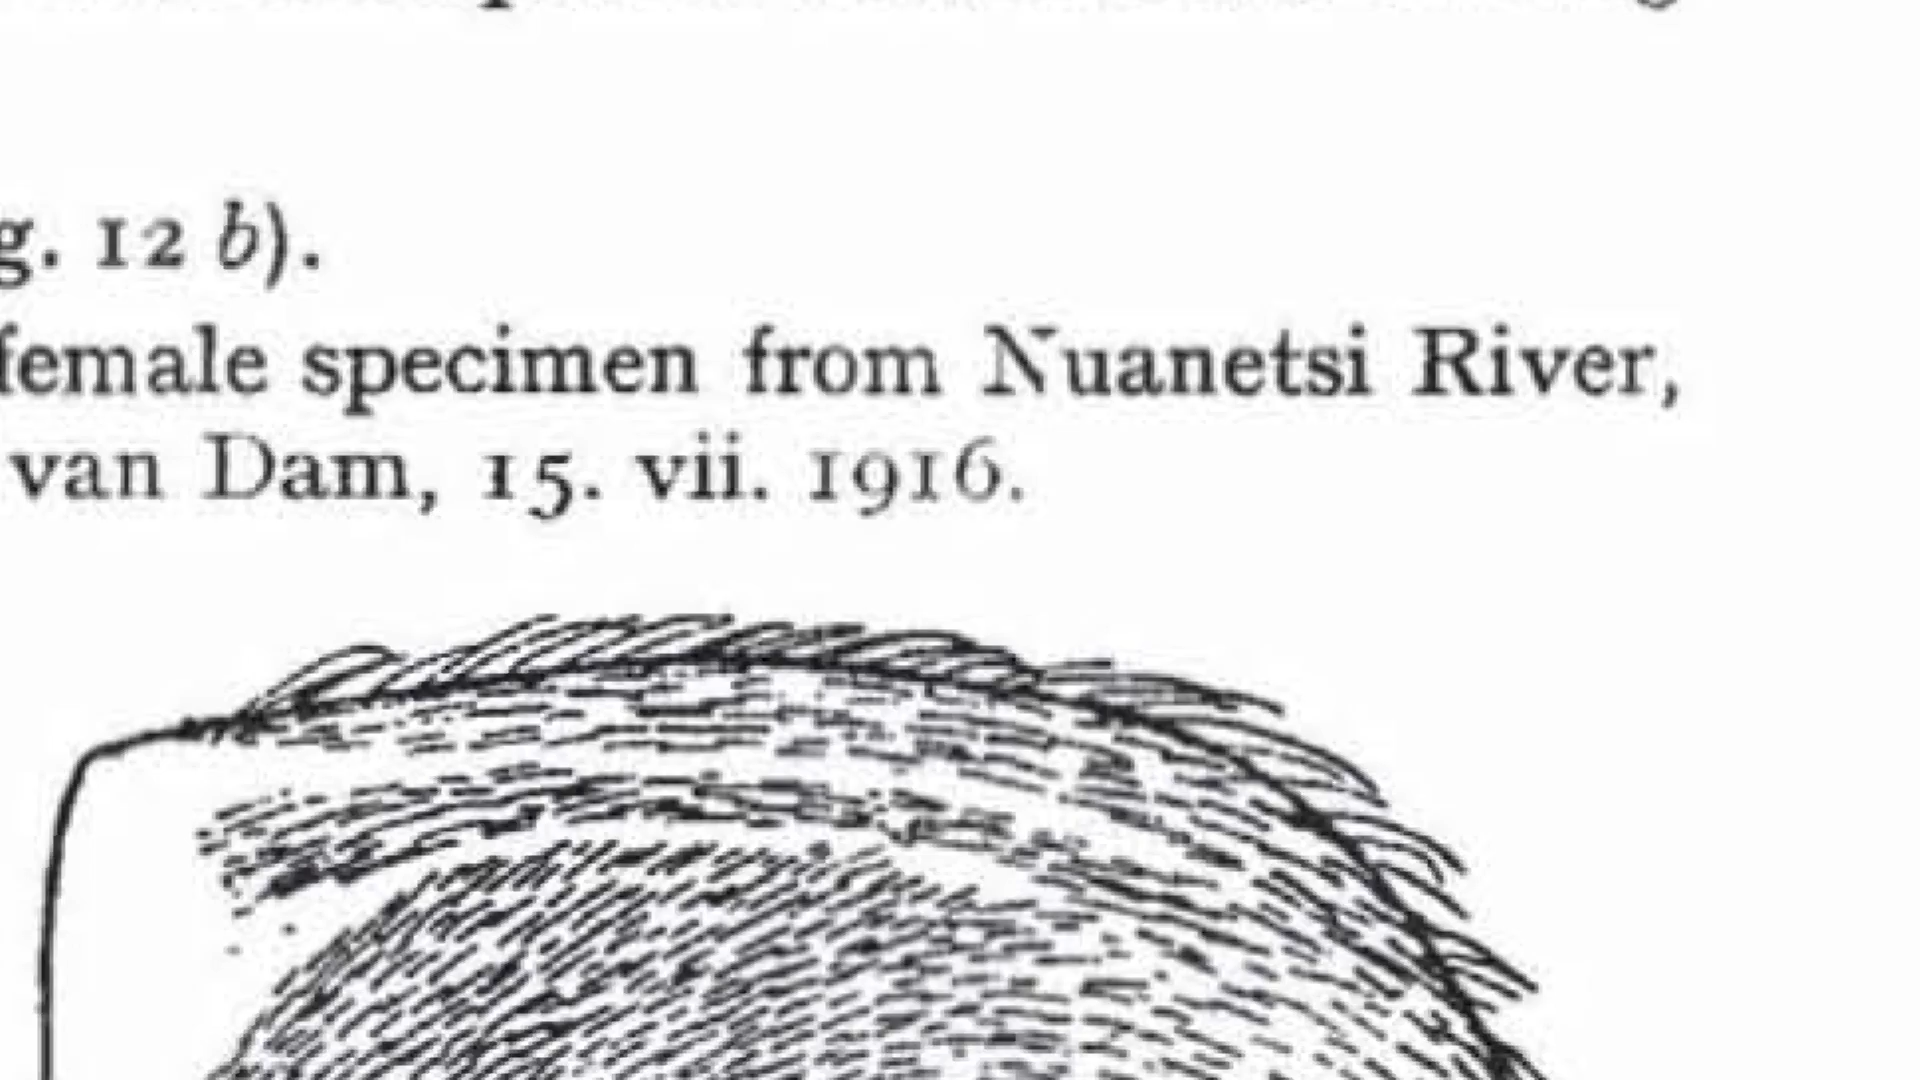 g. 12 b).
female specimen from Nuanetsi River,
van Dam, 15. vii. 1916.